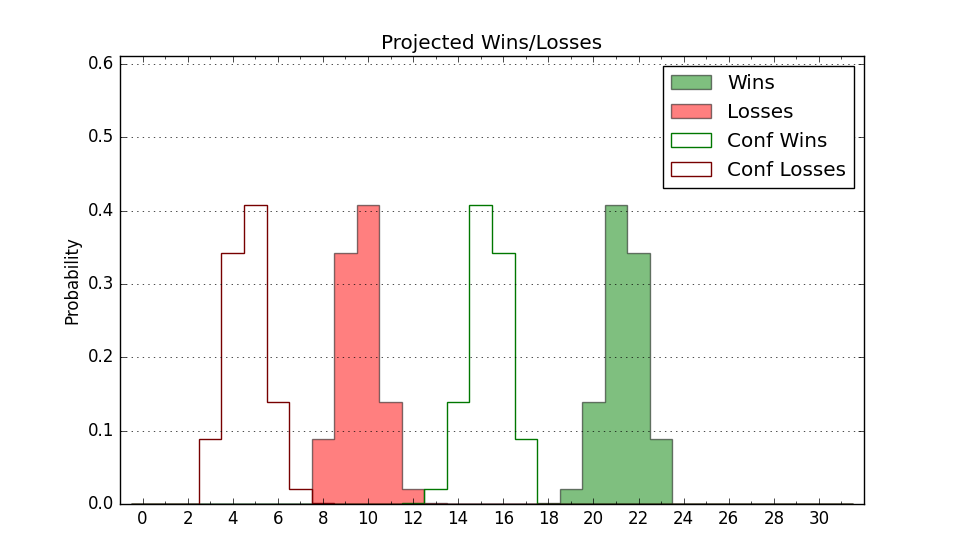 Projected Wins/Losses
0.6
0.5
0.4
0.3
0.2
0.1
0.0
Probability
Wins
Losses
Conf Wins
Conf Losses
0 2 4 6 8 10 12 14 16 18 20 22 24 26 28 30